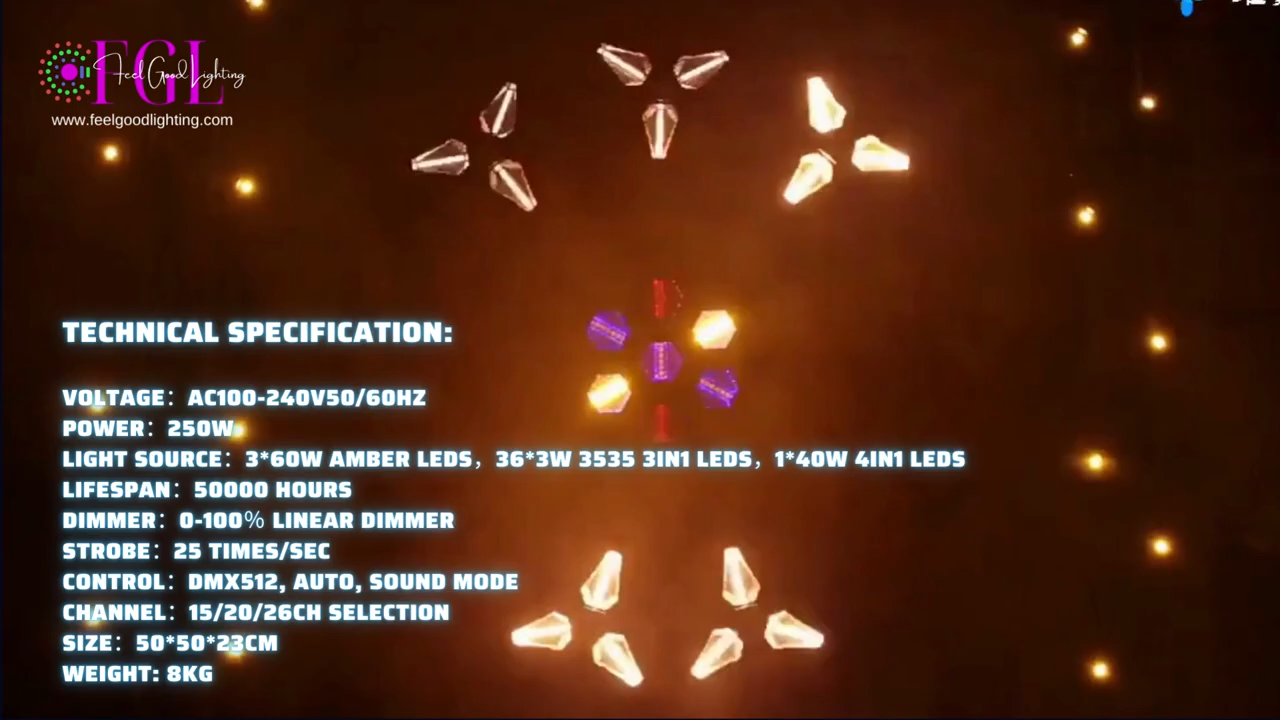 FGL
Feel Good Lighting
www.feelgoodlighting.com
TECHNICAL SPECIFICATION:
VOLTAGE：AC100-240V50/60HZ
POWER：250W
LIGHT SOURCE：3*60W AMBER LEDS，36*3W 3535 3IN1 LEDS，1*40W 4IN1 LEDS
LIFESPAN：50000 HOURS
DIMMER：0-100% LINEAR DIMMER
STROBE：25 TIMES/SEC
CONTROL：DMX512, AUTO, SOUND MODE
CHANNEL：15/20/26CH SELECTION
SIZE：50*50*23CM
WEIGHT: 8KG